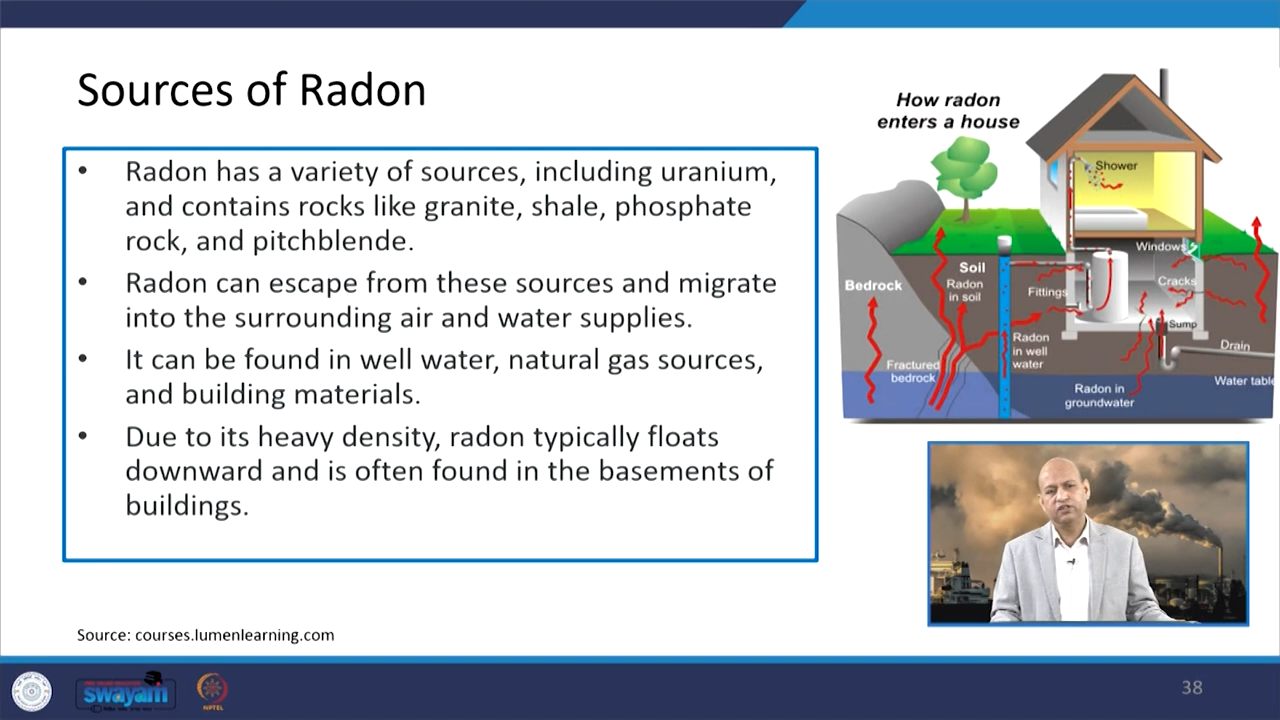 Sources of Radon
• Radon has a variety of sources, including uranium,
and contains rocks like granite, shale, phosphate
rock, and pitchblende.
• Radon can escape from these sources and migrate
into the surrounding air and water supplies.
• It can be found in well water, natural gas sources,
and building materials.
• Due to its heavy density, radon typically floats
downward and is often found in the basements of
buildings.
How radon
enters a house
Shower
Windows
Soil
Bedrock
Radon
in soil
Fittings
Cracks
Sump
Radon
in well
water
Drain
Fractured
bedrock
Water table
Radon in
groundwater
Source: courses.lumenlearning.com
swayam
NPTEL
38